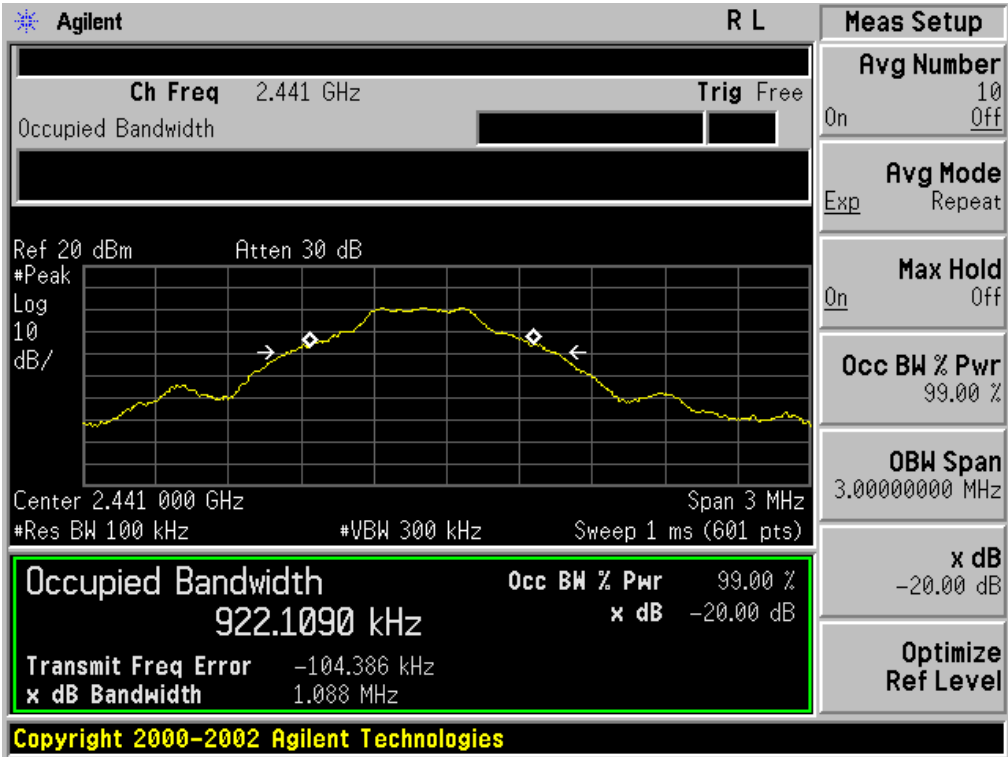 Agilent R L
Ch Freq 2.441 GHz Trig Free
Occupied Bandwidth
Ref 20 dBm Atten 30 dB
#Peak
Log
10
dB/
Center 2.441 000 GHz Span 3 MHz
#Res BW 100 kHz #VBW 300 kHz Sweep 1 ms (601 pts)
Occupied Bandwidth
922.1090 kHz
Occ BW % Pwr 99.00 %
x dB -20.00 dB
Transmit Freq Error -104.386 kHz
x dB Bandwidth 1.088 MHz
Copyright 2000-2002 Agilent Technologies
Meas Setup
Avg Number
10
On Off
Avg Mode
Exp Repeat
Max Hold
On Off
Occ BW % Pwr
99.00 %
OBW Span
3.00000000 MHz
x dB
-20.00 dB
Optimize
Ref Level